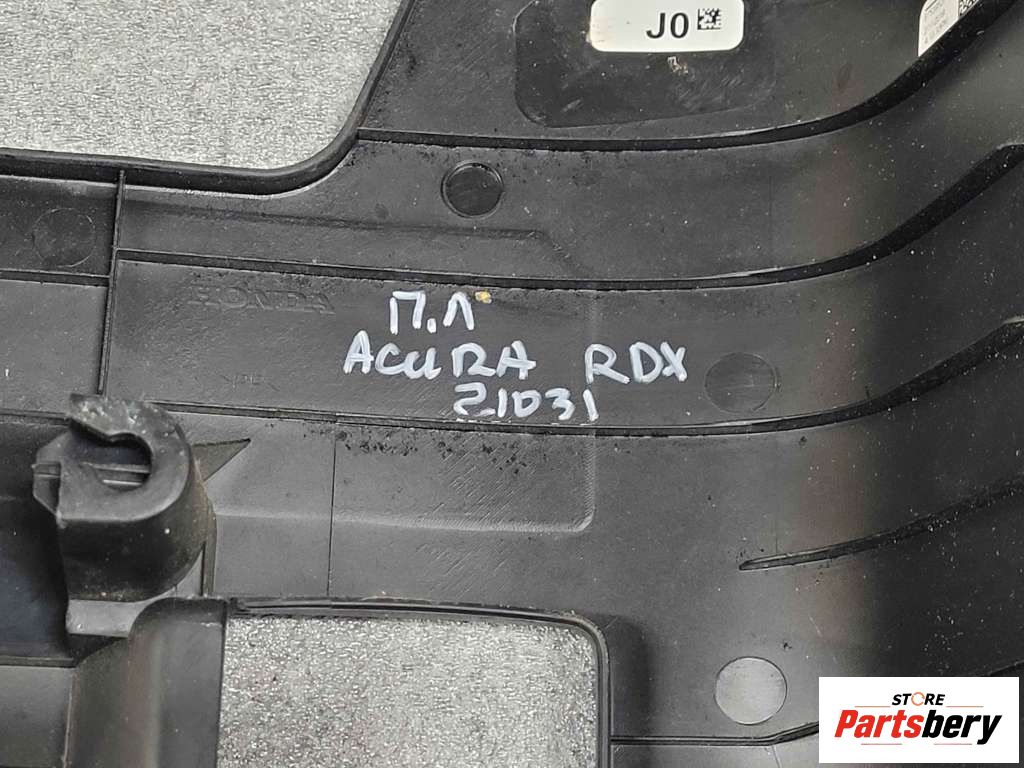 J0
HONDA
П.Л
ACURA RDX
21031
STORE
Partsbery